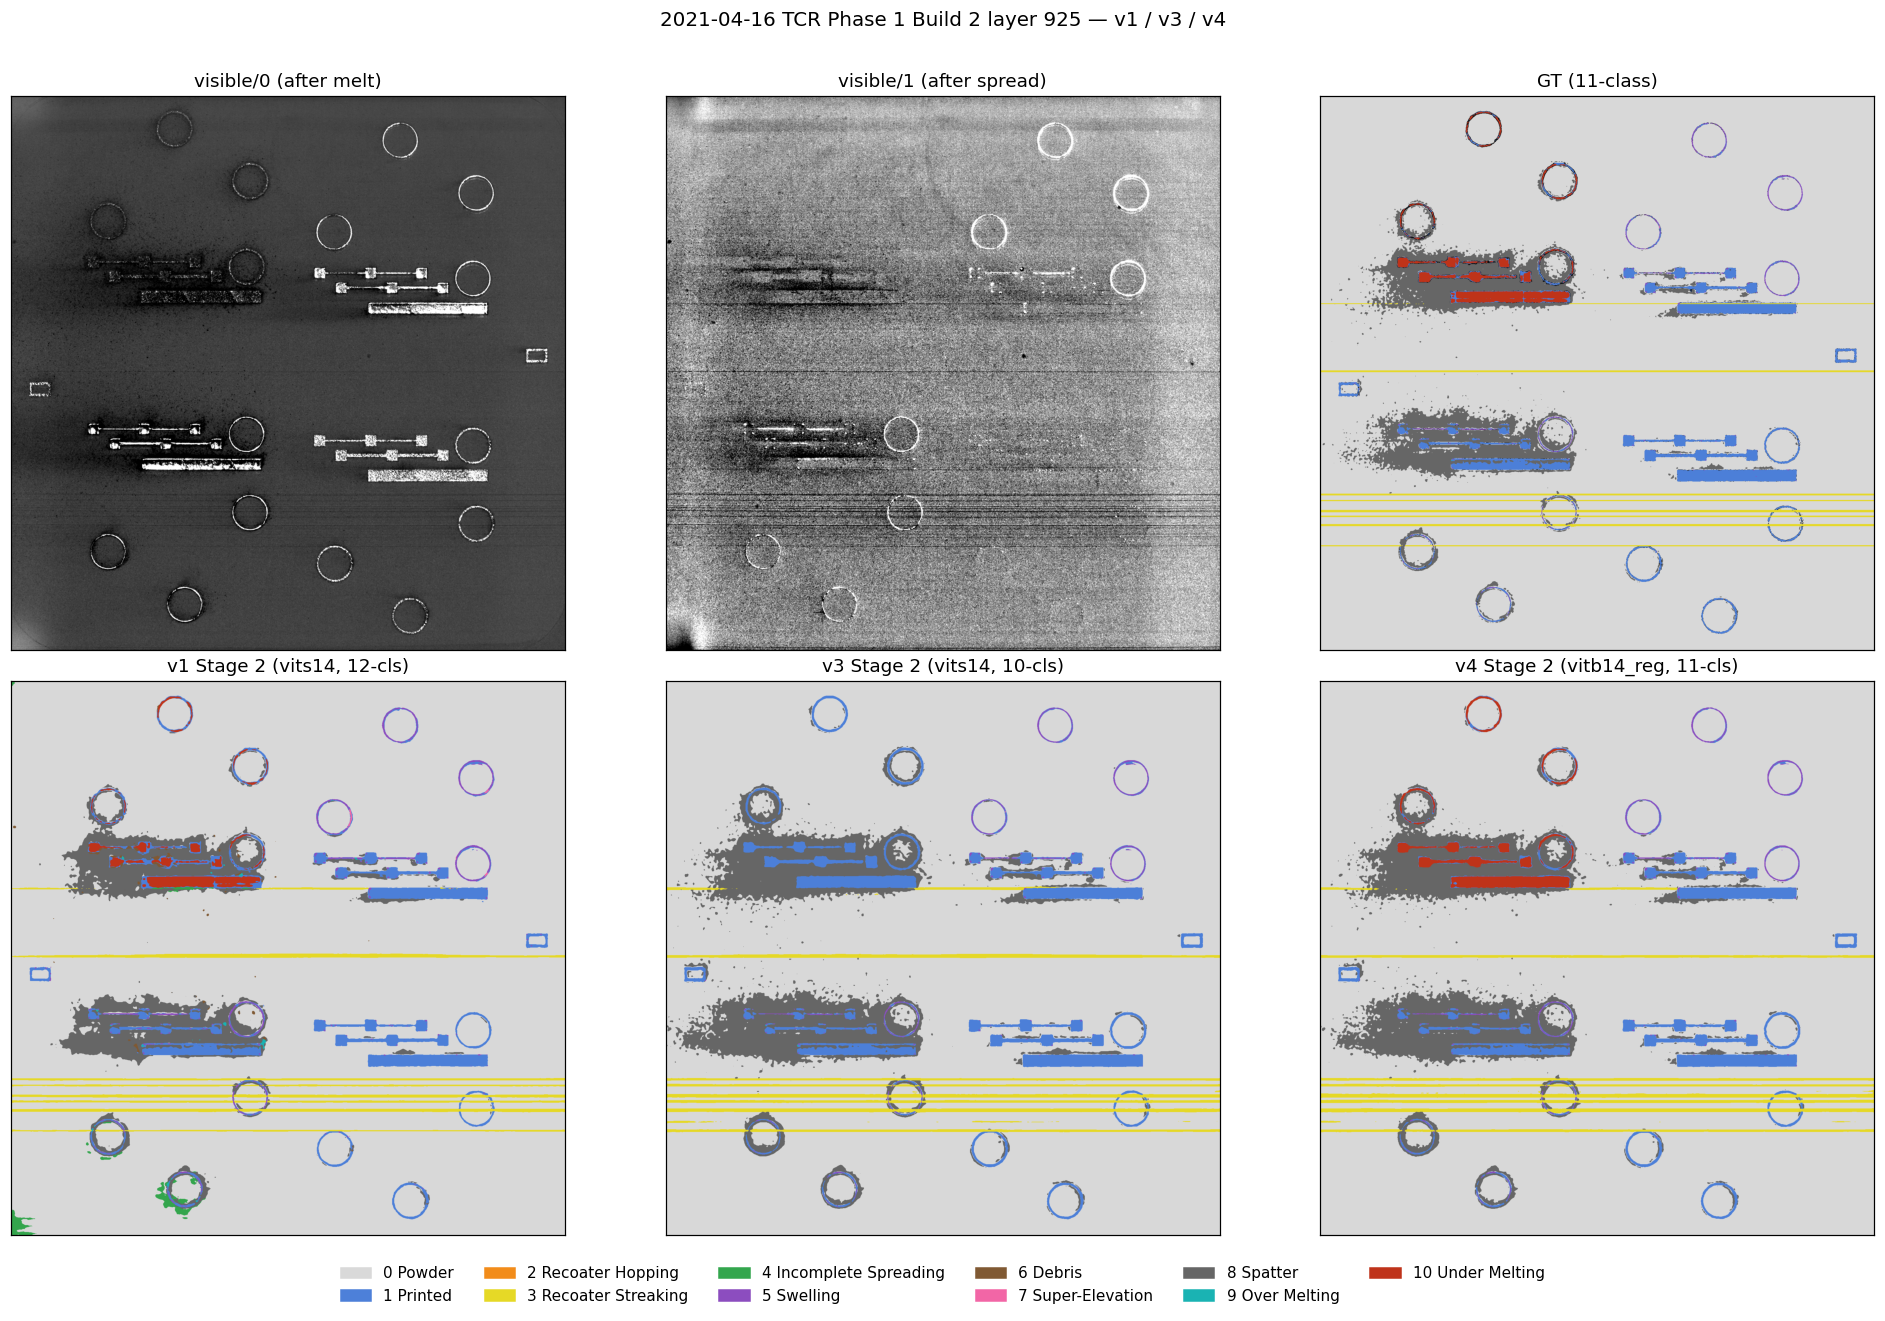 2021-04-16 TCR Phase 1 Build 2 layer 925 — v1 / v3 / v4
visible/0 (after melt)
visible/1 (after spread)
GT (11-class)
v1 Stage 2 (vits14, 12-cls)
v3 Stage 2 (vits14, 10-cls)
v4 Stage 2 (vitb14_reg, 11-cls)
0 Powder
1 Printed
2 Recoater Hopping
3 Recoater Streaking
4 Incomplete Spreading
5 Swelling
6 Debris
7 Super-Elevation
8 Spatter
9 Over Melting
10 Under Melting